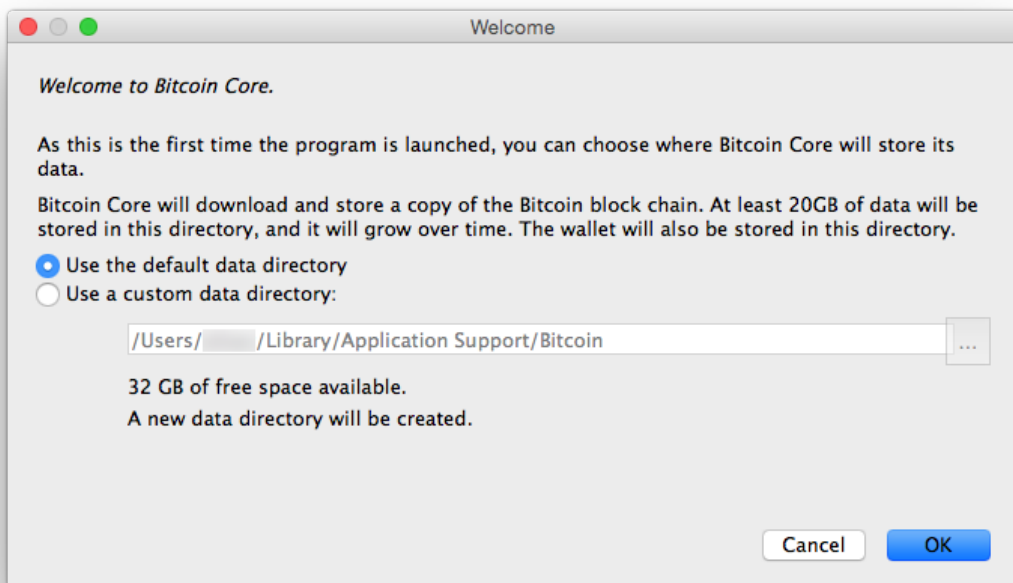 Welcome
Welcome to Bitcoin Core.
As this is the first time the program is launched, you can choose where Bitcoin Core will store its
data.
Bitcoin Core will download and store a copy of the Bitcoin block chain. At least 20GB of data will be
stored in this directory, and it will grow over time. The wallet will also be stored in this directory.
Use the default data directory
Use a custom data directory:
/Users/ /Library/Application Support/Bitcoin
...
32 GB of free space available.
A new data directory will be created.
Cancel
OK